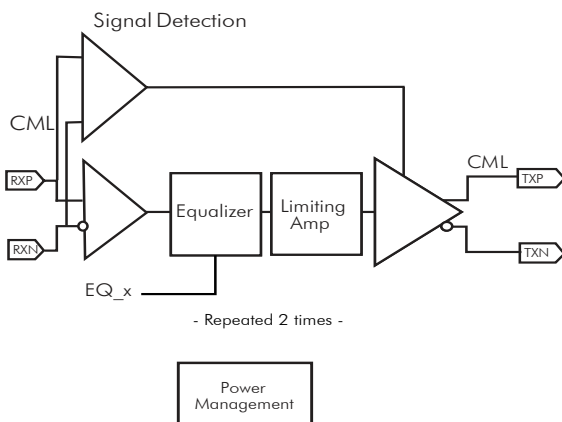 Signal Detection
CML
RXP
RXN
Equalizer
Limiting
Amp
CML
TXP
TXN
EQ_x
- Repeated 2 times -
Power
Management